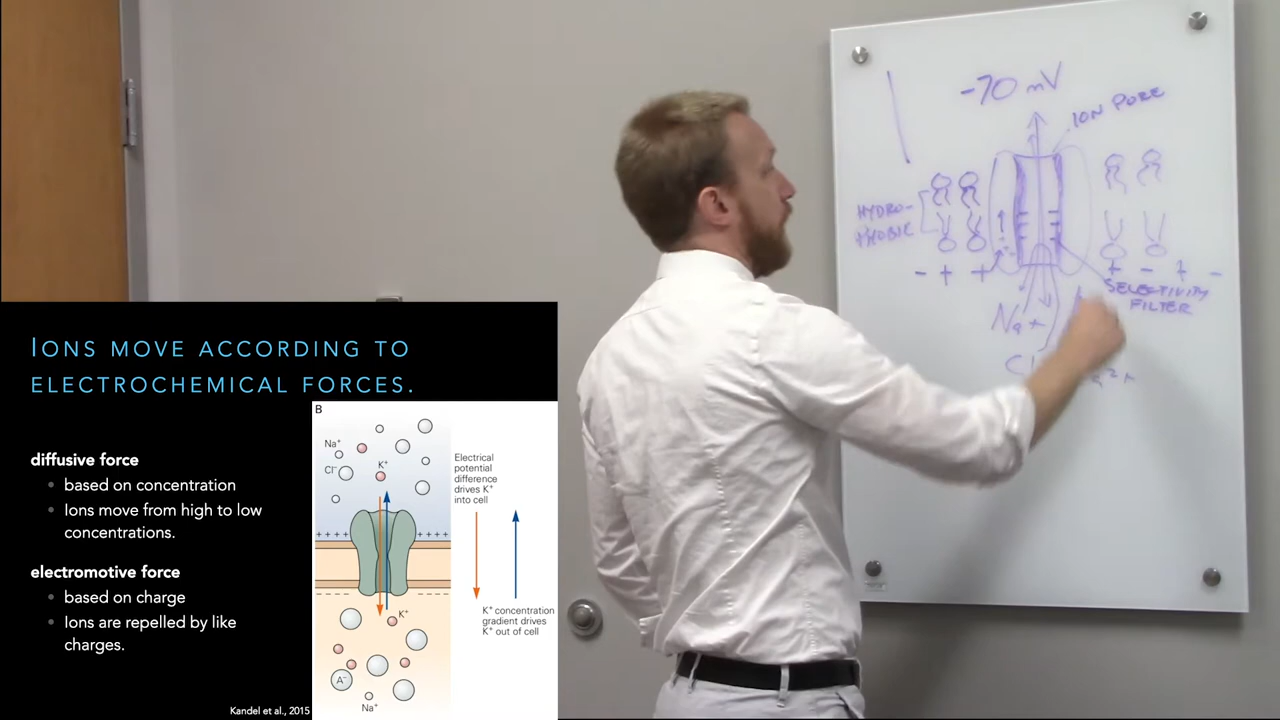 IONS MOVE ACCORDING TO
ELECTROCHEMICAL FORCES.
diffusive force
• based on concentration
• Ions move from high to low
concentrations.
electromotive force
• based on charge
• Ions are repelled by like
charges.
B
Na⁺
Cl⁻
K⁺
Electrical
potential
difference
drives K⁺
into cell
++++ ++++
K⁺
K⁺ concentration
gradient drives
K⁺ out of cell
A⁻
Na⁺
Kandel et al., 2015
-70 mV
ION PORE
HYDRO-
PHOBIC
- + +
+ - + -
SELECTIVITY
FILTER
Na+